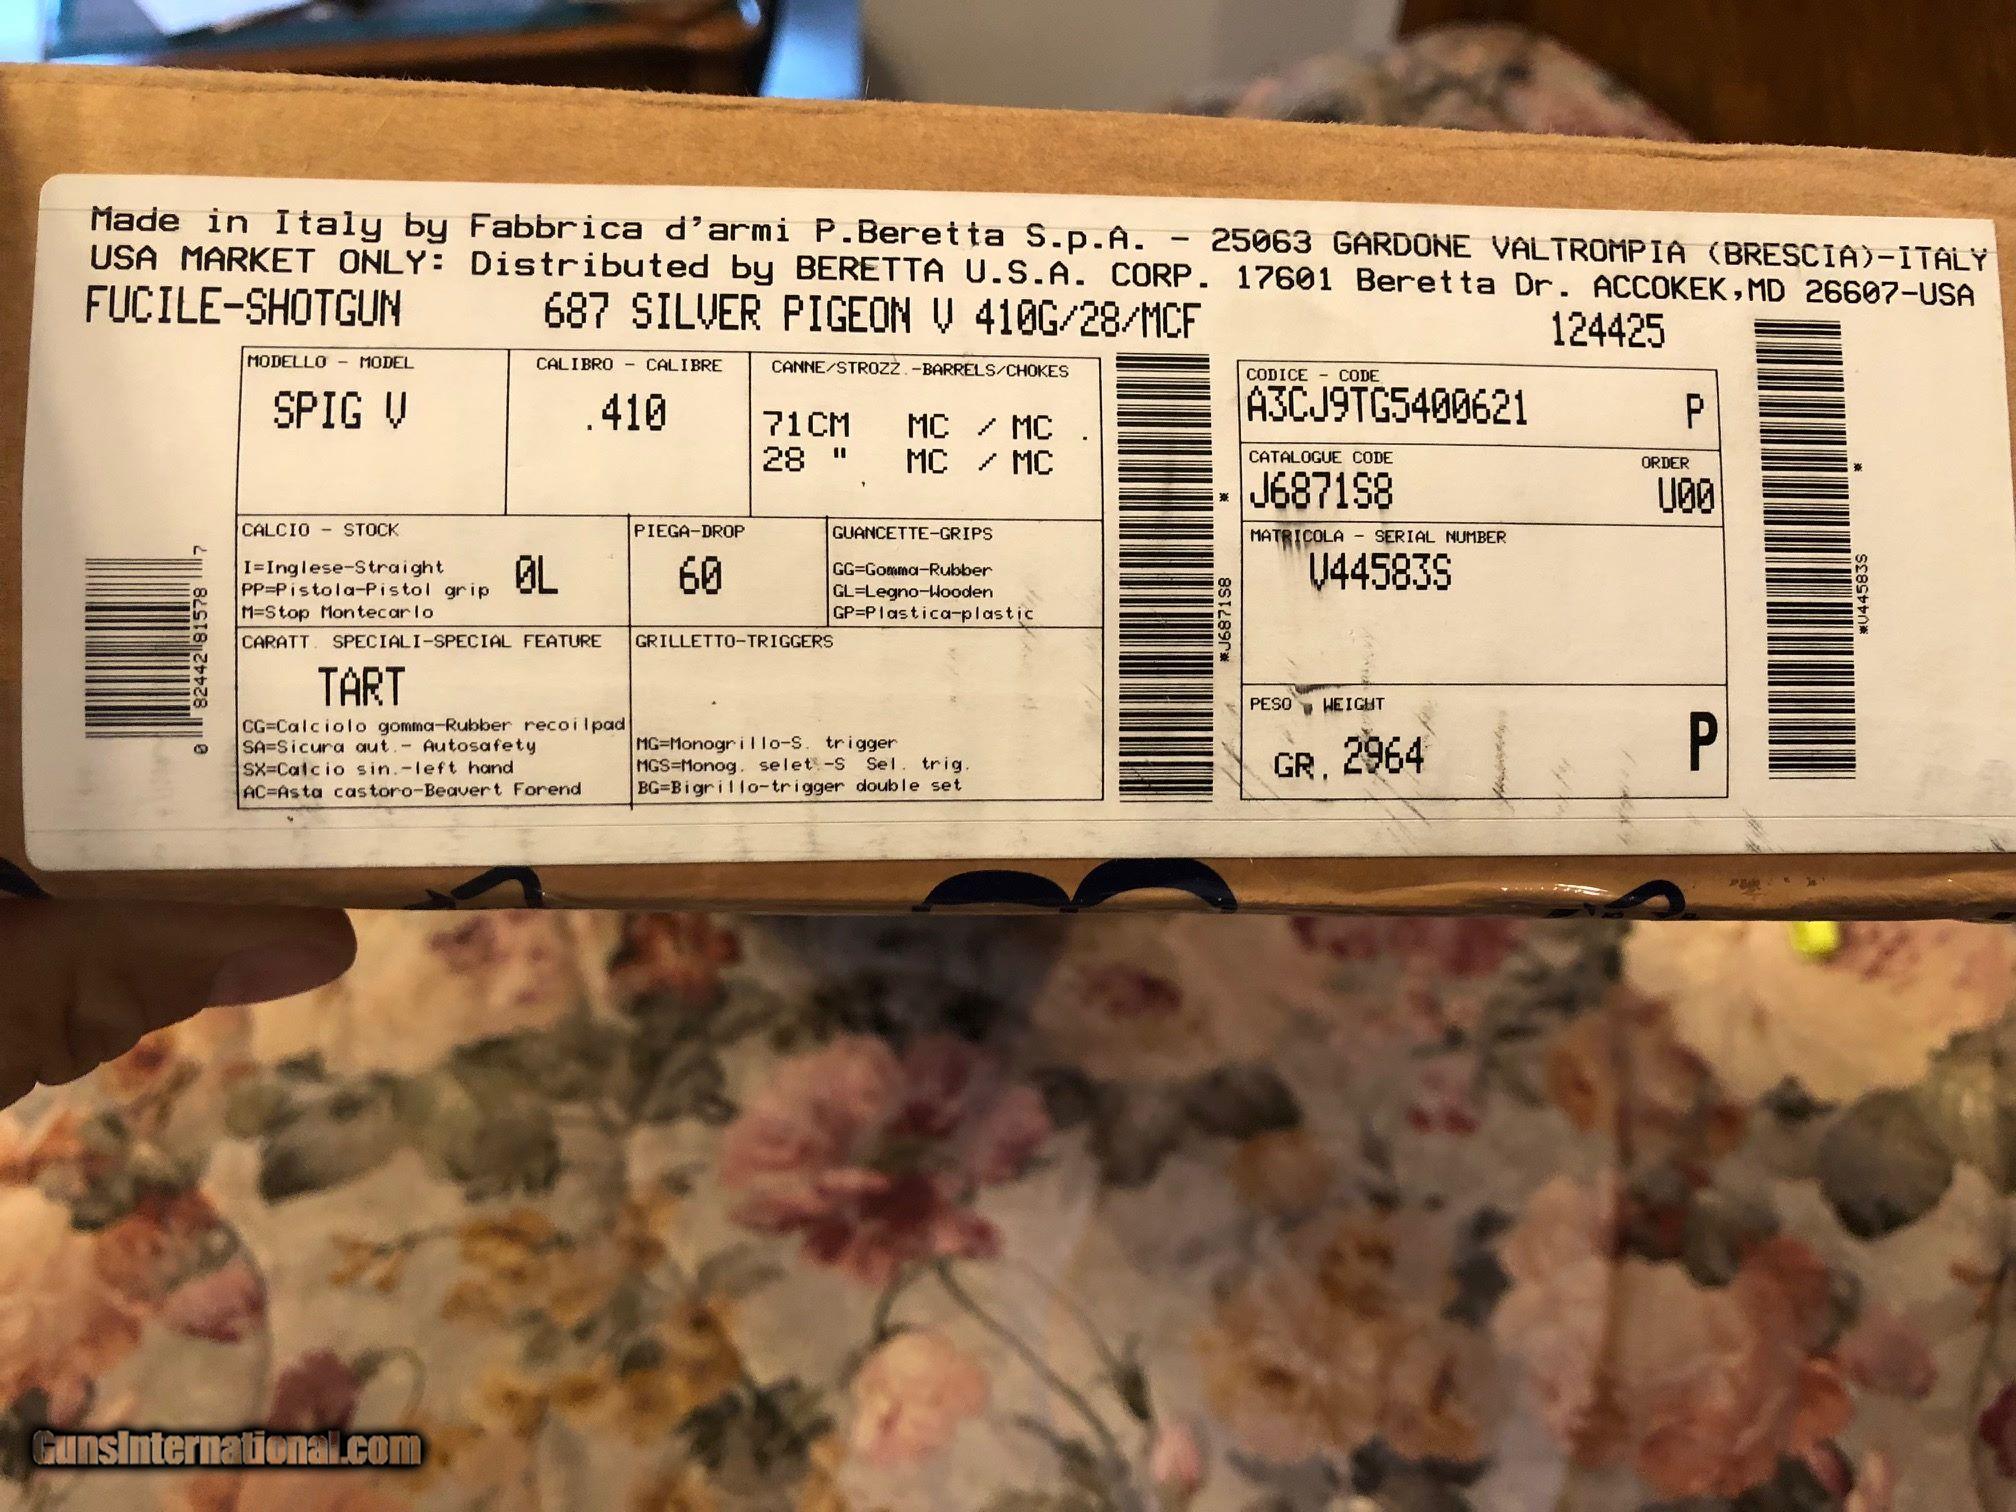 Made in Italy by Fabbrica d'armi P.Beretta S.p.A. - 25063 GARDONE VALTROMPIA (BRESCIA)-ITALY
USA MARKET ONLY: Distributed by BERETTA U.S.A. CORP. 17601 Beretta Dr. ACCOKEK,MD 26607-USA
FUCILE-SHOTGUN 687 SILVER PIGEON V 410G/28/MCF 124425
MODELLO - MODEL
SPIG V
CALIBRO - CALIBRE
.410
CANNE/STROZZ.-BARRELS/CHOKES
71CM MC / MC .
28 " MC / MC
CALCIO - STOCK
I=Inglese-Straight
PP=Pistola-Pistol grip
M=Stop Montecarlo
0L
PIEGA-DROP
60
GUANCETTE-GRIPS
GG=Gomma-Rubber
GL=Legno-Wooden
GP=Plastica-plastic
CARATT. SPECIALI-SPECIAL FEATURE
TART
CG=Calciolo gomma-Rubber recoilpad
SA=Sicura aut.- Autosafety
SX=Calcio sin.-left hand
AC=Asta castoro-Beavert Forend
GRILLETTO-TRIGGERS
MG=Monogrillo-S. trigger
MGS=Monog. selet.-S Sel. trig.
BG=Bigrillo-trigger double set
0 82442 81578 7
*J6871S8 *
CODICE - CODE
A3CJ9TG5400621 P
CATALOGUE CODE
J6871S8
ORDER
U00
MATRICOLA - SERIAL NUMBER
V44583S
PESO - WEIGHT
GR. 2964 P
*V44583S *
GunsInternational.com